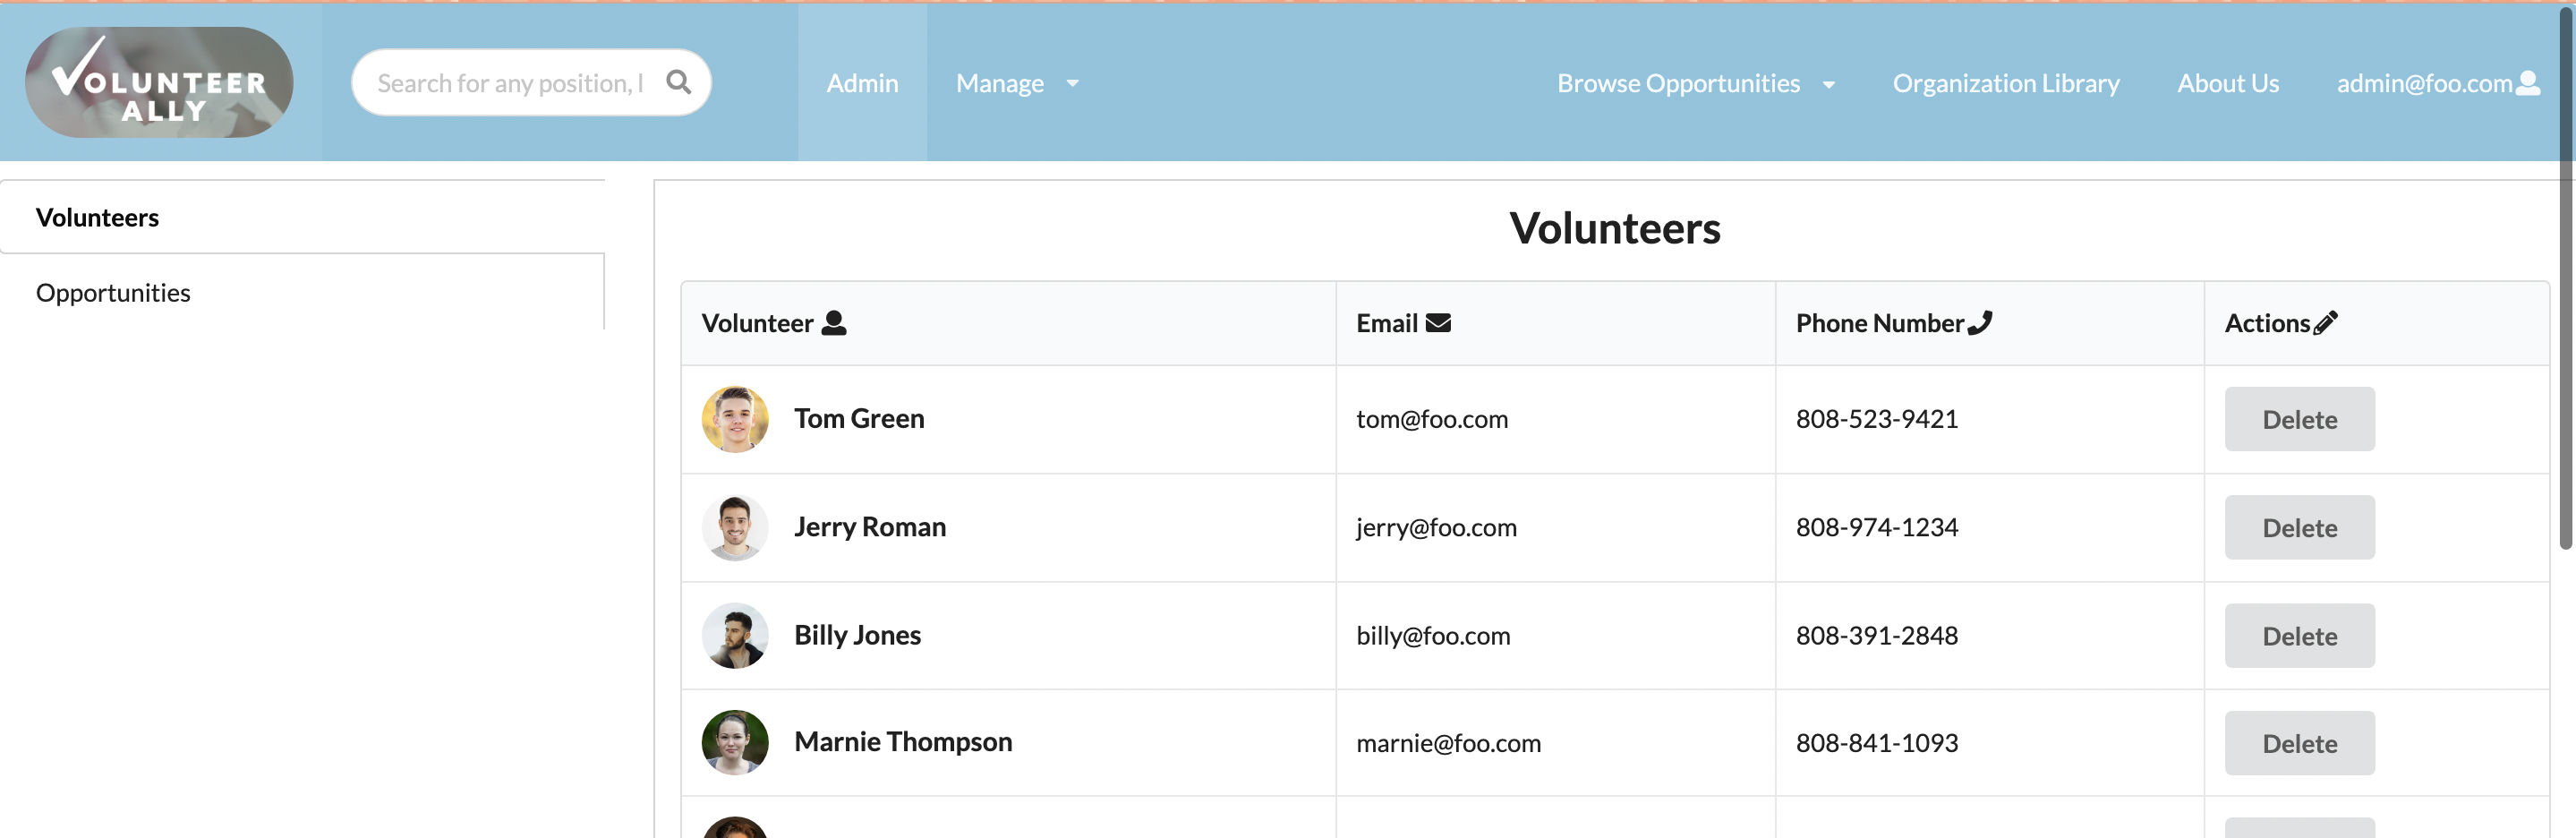 VOLUNTEER
ALLY
Search for any position, l
Admin
Manage
Browse Opportunities
Organization Library
About Us
admin@foo.com
Volunteers
Opportunities
Volunteers
Volunteer Email Phone Number Actions
Tom Green tom@foo.com 808-523-9421 Delete
Jerry Roman jerry@foo.com 808-974-1234 Delete
Billy Jones billy@foo.com 808-391-2848 Delete
Marnie Thompson marnie@foo.com 808-841-1093 Delete